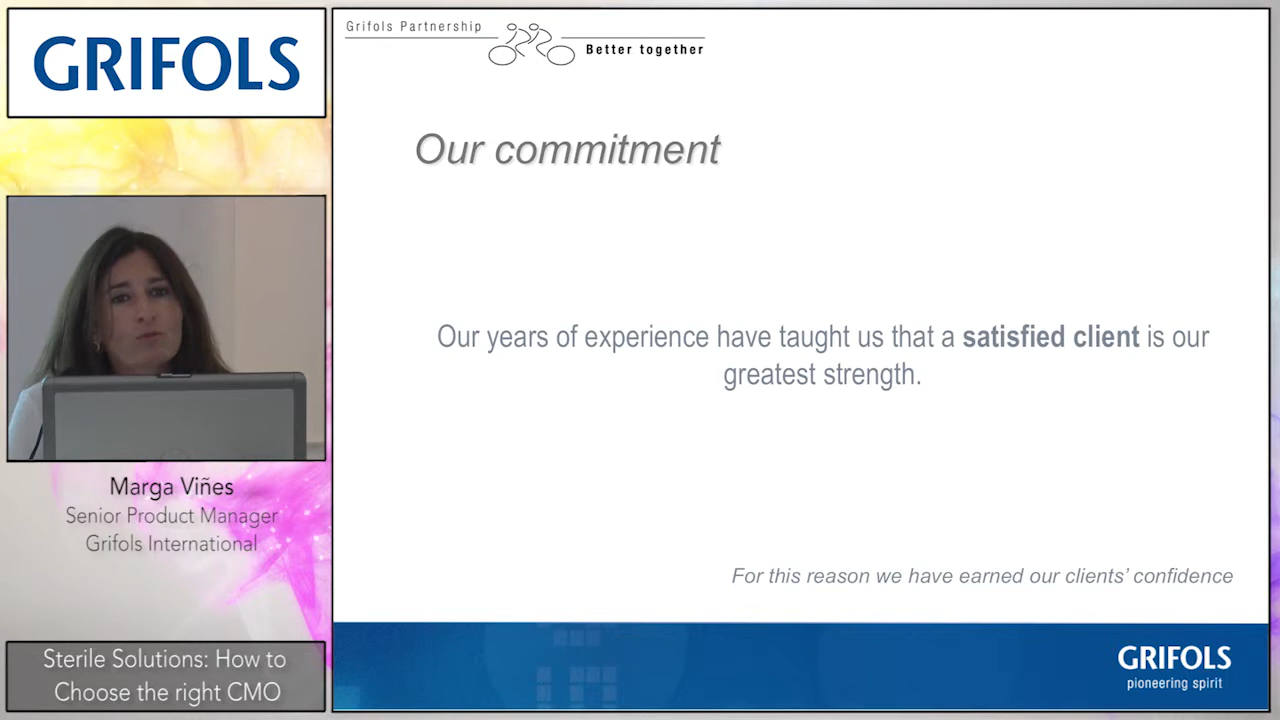 GRIFOLS
Marga Viñes
Senior Product Manager
Grifols International
Sterile Solutions: How to
Choose the right CMO
Grifols Partnership
Better together
Our commitment
Our years of experience have taught us that a satisfied client is our
greatest strength.
For this reason we have earned our clients’ confidence
GRIFOLS
pioneering spirit